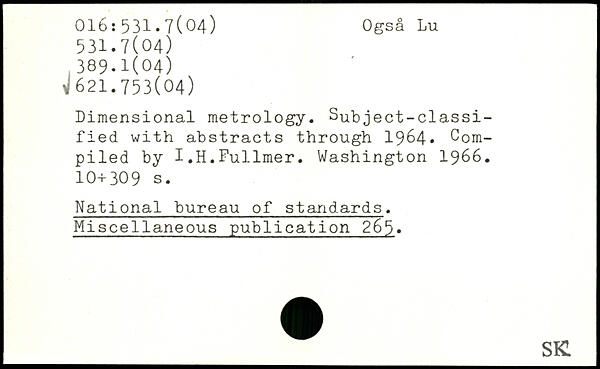 016:531.7(04) Også Lu
531.7(04)
389.1(04)
√621.753(04)
Dimensional metrology. Subject-classi-
fied with abstracts through 1964. Com-
piled by I.H.Fullmer. Washington 1966.
10+309 s.
National bureau of standards.
Miscellaneous publication 265.
SK